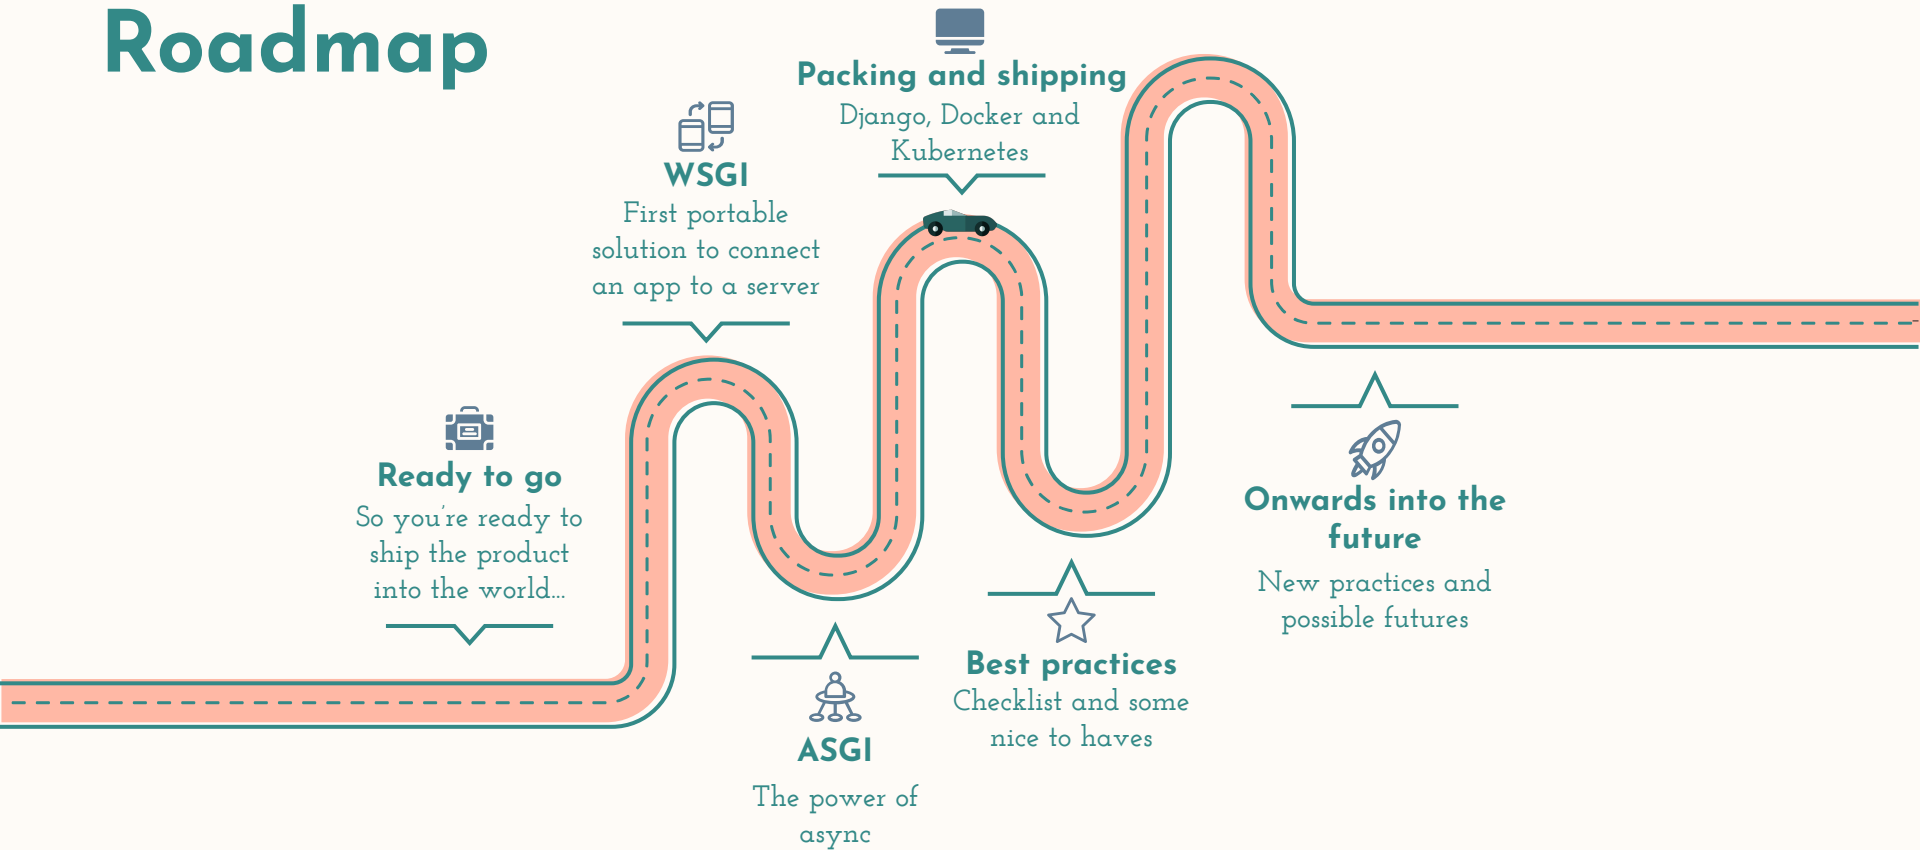 Roadmap
Ready to go
So you're ready to
ship the product
into the world...
WSGI
First portable
solution to connect
an app to a server
ASGI
The power of
async
Packing and shipping
Django, Docker and
Kubernetes
Best practices
Checklist and some
nice to haves
Onwards into the
future
New practices and
possible futures